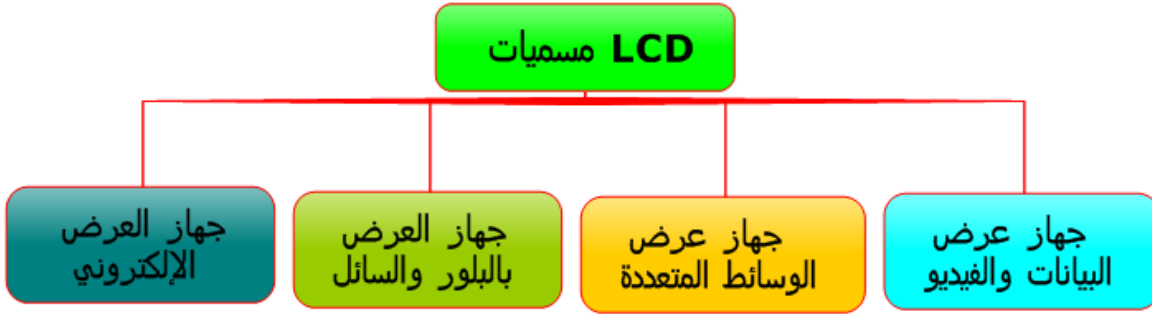 مسميات LCD
جهاز عرض
البيانات والفيديو
جهاز عرض
الوسائط المتعددة
جهاز العرض
بالبلور والسائل
جهاز العرض
الإلكتروني